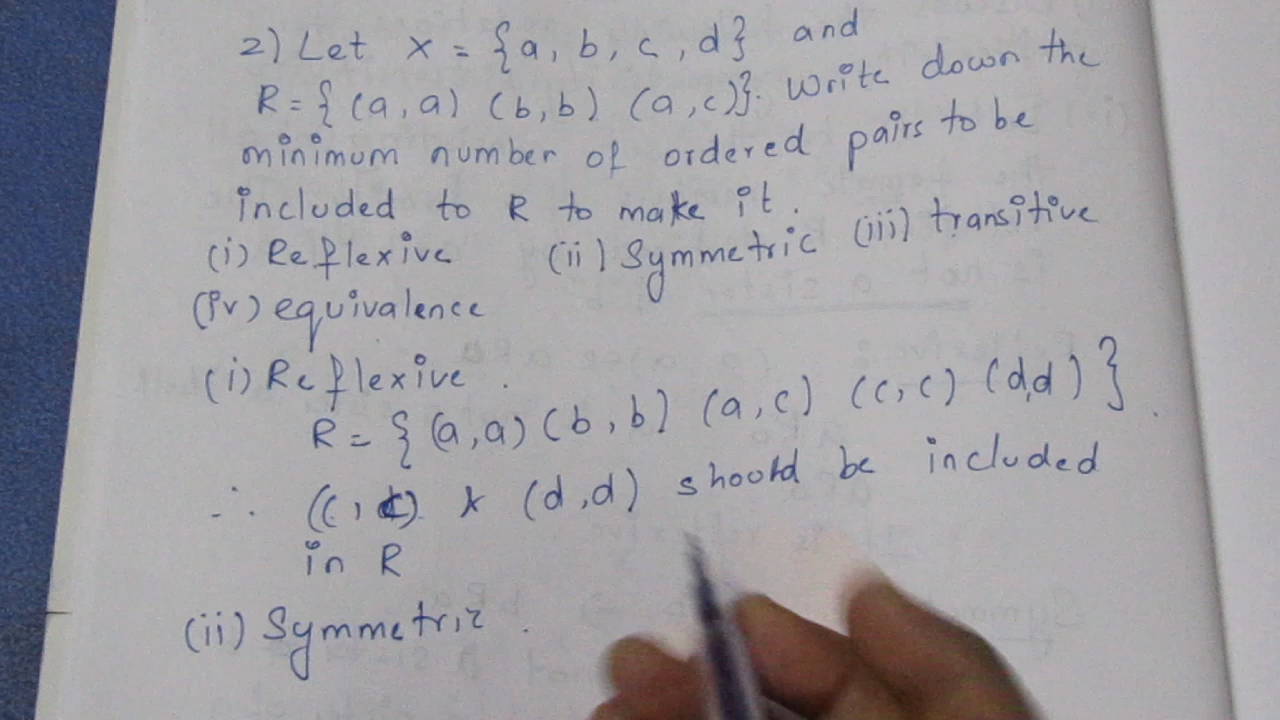 2) Let x = {a, b, c, d} and
R = { (a, a) (b, b) (a, c)}. Write down the
minimum number of ordered pairs to be
included to R to make it.
(i) Reflexive (ii) Symmetric (iii) transitive
(iv) equivalence
(i) Reflexive.
R = { (a, a) (b, b) (a, c) (c, c) (d, d) }.
∴ (c, c) & (d, d) should be included
in R
(ii) Symmetric.